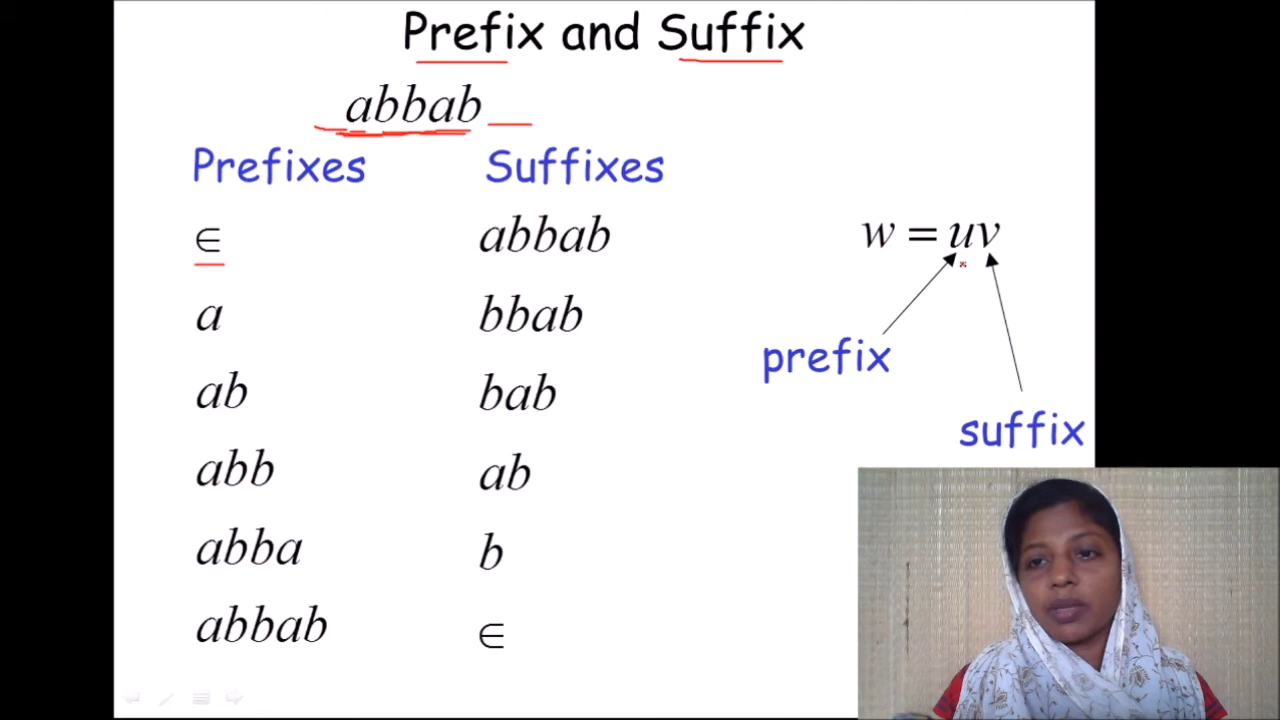 Prefix and Suffix
abbab
Prefixes Suffixes
∈ abbab
a bbab
ab bab
abb ab
abba b
abbab ∈
w = uv
prefix
suffix